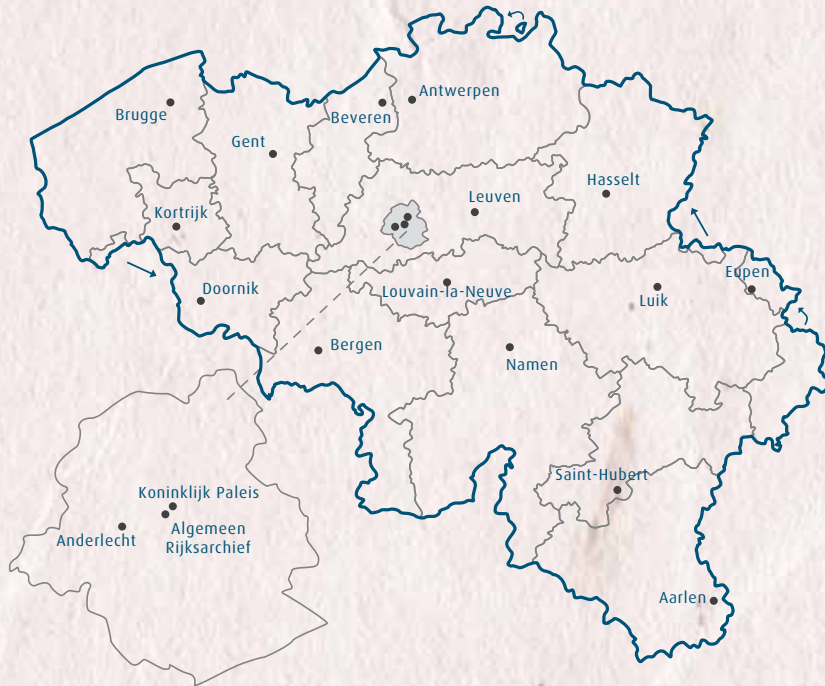 Antwerpen
Brugge
Beveren
Gent
Hasselt
Leuven
Kortrijk
Eupen
Doornik
Louvain-la-Neuve
Luik
Bergen
Namen
Saint-Hubert
Koninklijk Paleis
Algemeen
Rijksarchief
Anderlecht
Aarlen